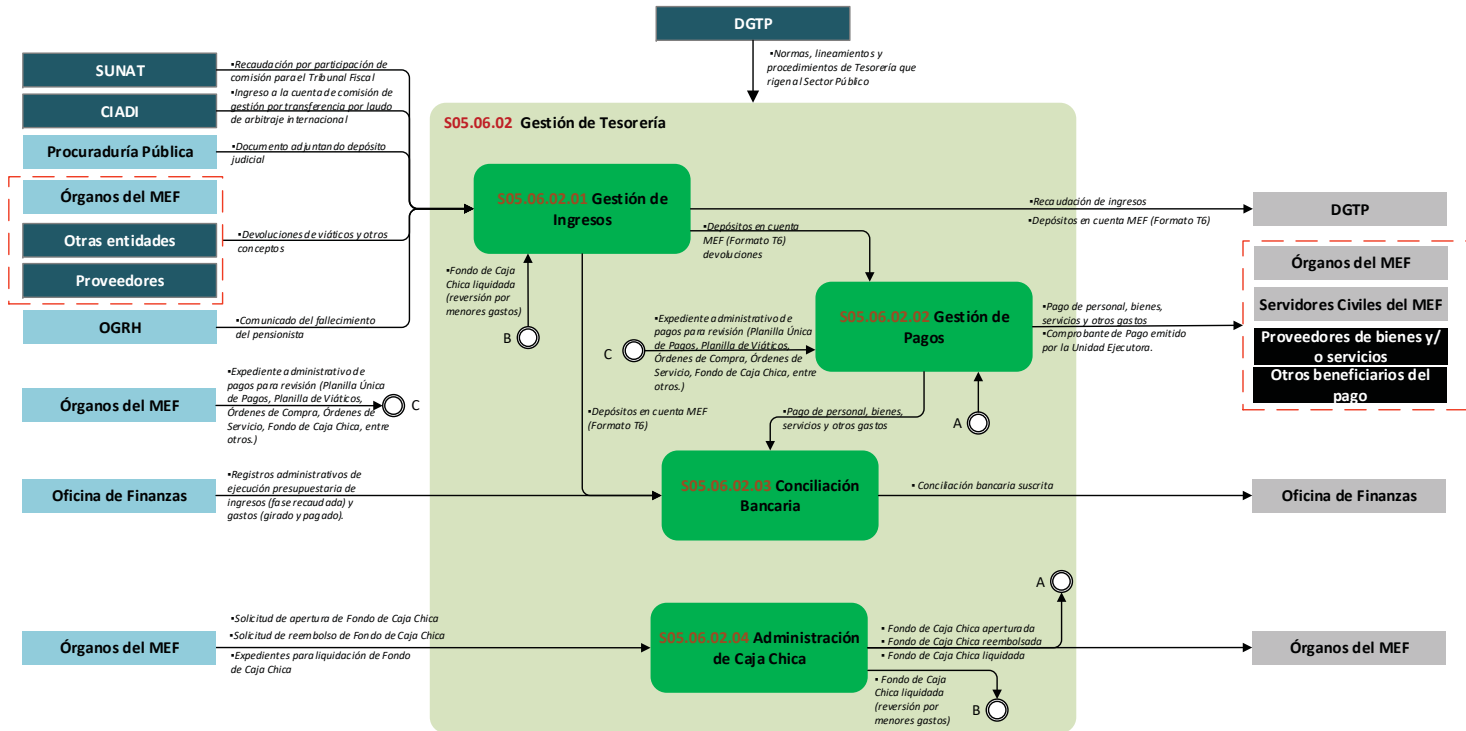 DGTP
▪Normas, lineamientos y
procedimientos de Tesorería que
rigen al Sector Público
SUNAT
▪Recaudación por participación de
comisión para el Tribunal Fiscal
CIADI
▪Ingreso a la cuenta de comisión de
gestión por transferencia por laudo
de arbitraje internacional
Procuraduría Pública
▪Documento adjuntando depósito
judicial
Órganos del MEF
Otras entidades
Proveedores
▪Devoluciones de viáticos y otros
conceptos
OGRH
▪Comunicado del fallecimiento
del pensionista
Órganos del MEF
▪Expediente administrativo de
pagos para revisión (Planilla Única
de Pagos, Planilla de Viáticos,
Órdenes de Compra, Órdenes de
Servicio, Fondo de Caja Chica, entre
otros.)
C
Oficina de Finanzas
▪Registros administrativos de
ejecución presupuestaria de
ingresos (fase recaudada) y
gastos (girado y pagado).
Órganos del MEF
▪Solicitud de apertura de Fondo de Caja Chica
▪Solicitud de reembolso de Fondo de Caja Chica
▪Expedientes para liquidación de Fondo
de Caja Chica
S05.06.02 Gestión de Tesorería
S05.06.02.01 Gestión de
Ingresos
▪Fondo de Caja
Chica liquidada
(reversión por
menores gastos)
B
▪Depósitos en cuenta
MEF (Formato T6)
devoluciones
▪Recaudación de ingresos
▪Depósitos en cuenta MEF (Formato T6)
▪Expediente administrativo de
pagos para revisión (Planilla Única
de Pagos, Planilla de Viáticos,
Órdenes de Compra, Órdenes de
Servicio, Fondo de Caja Chica, entre
otros.)
C
S05.06.02.02 Gestión de
Pagos
A
▪Pago de personal, bienes,
servicios y otros gastos
▪Comprobante de Pago emitido
por la Unidad Ejecutora.
▪Depósitos en cuenta MEF
(Formato T6)
▪Pago de personal, bienes,
servicios y otros gastos
S05.06.02.03 Conciliación
Bancaria
▪ Conciliación bancaria suscrita
S05.06.02.04 Administración
de Caja Chica
▪ Fondo de Caja Chica aperturada
▪ Fondo de Caja Chica reembolsada
▪ Fondo de Caja Chica liquidada
A
▪ Fondo de Caja
Chica liquidada
(reversión por
menores gastos)
B
DGTP
Órganos del MEF
Servidores Civiles del MEF
Proveedores de bienes y/
o servicios
Otros beneficiarios del
pago
Oficina de Finanzas
Órganos del MEF